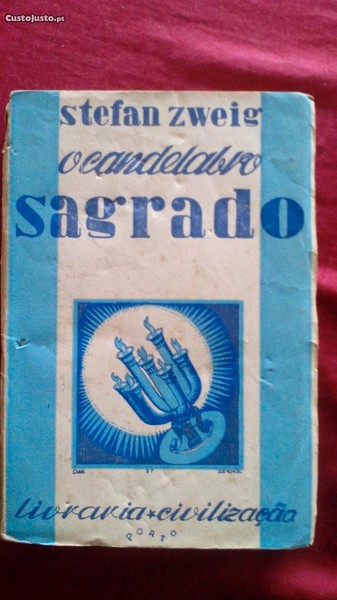 CustoJusto.pt
stefan zweig
o candelabro
sagrado
livraria * civilização
PORTO